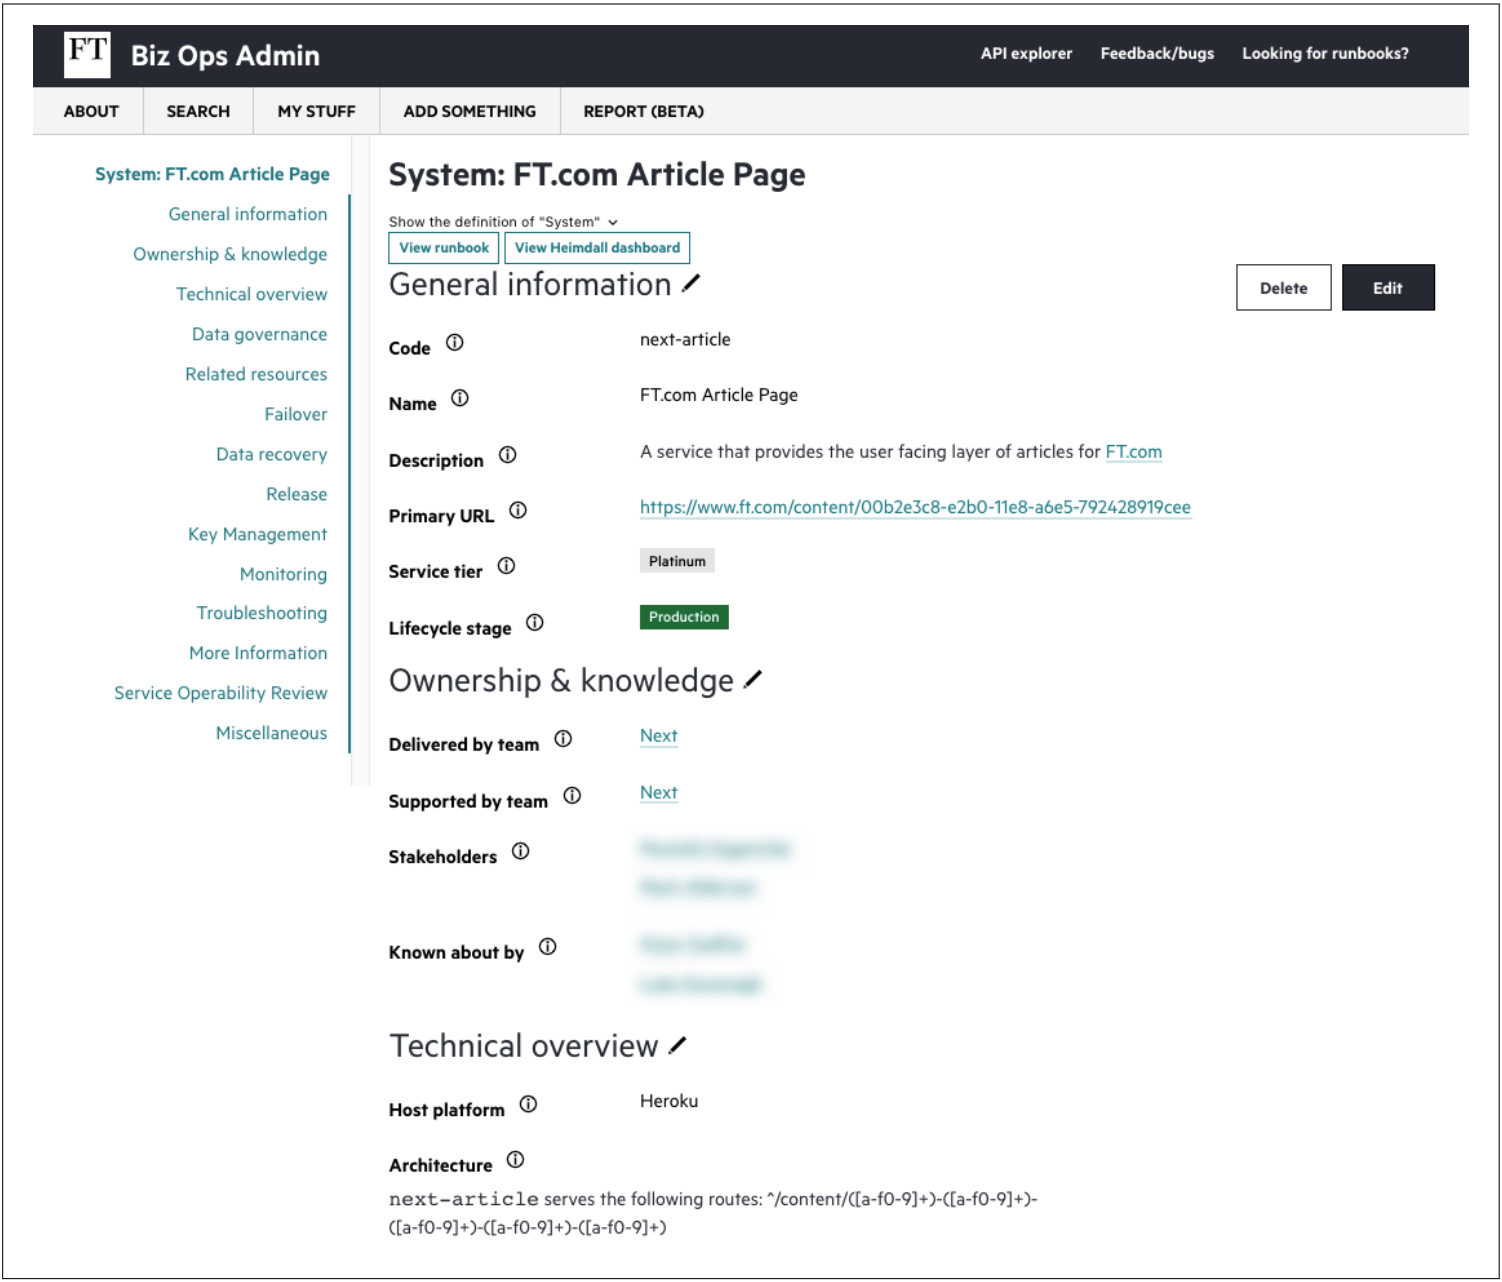 FT Biz Ops Admin
API explorer Feedback/bugs Looking for runbooks?
ABOUT SEARCH MY STUFF ADD SOMETHING REPORT (BETA)
System: FT.com Article Page
General information
Ownership & knowledge
Technical overview
Data governance
Related resources
Failover
Data recovery
Release
Key Management
Monitoring
Troubleshooting
More Information
Service Operability Review
Miscellaneous
System: FT.com Article Page
Show the definition of "System"
View runbook View Heimdall dashboard
General information
Delete Edit
Code next-article
Name FT.com Article Page
Description A service that provides the user facing layer of articles for FT.com
Primary URL https://www.ft.com/content/00b2e3c8-e2b0-11e8-a6e5-792428919cee
Service tier Platinum
Lifecycle stage Production
Ownership & knowledge
Delivered by team Next
Supported by team Next
Stakeholders
Known about by
Technical overview
Host platform Heroku
Architecture
next-article serves the following routes: ^/content/([a-f0-9]+)-([a-f0-9]+)-
([a-f0-9]+)-([a-f0-9]+)-([a-f0-9]+)